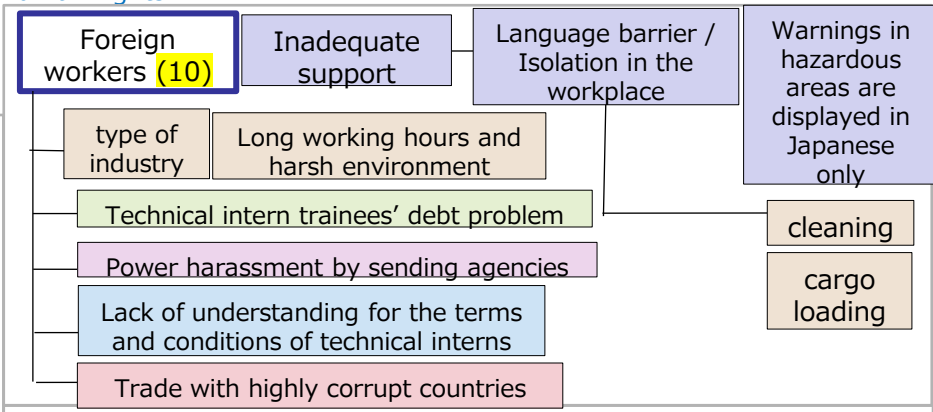 Foreign
workers (10)
Inadequate
support
Language barrier /
Isolation in the
workplace
Warnings in
hazardous
areas are
displayed in
Japanese
only
type of
industry
Long working hours and
harsh environment
Technical intern trainees’ debt problem
cleaning
Power harassment by sending agencies
cargo
loading
Lack of understanding for the terms
and conditions of technical interns
Trade with highly corrupt countries